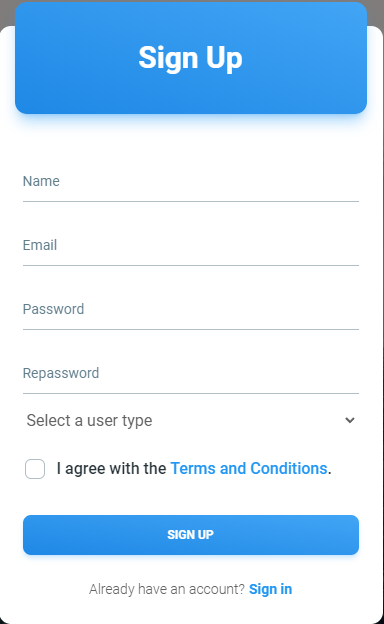 Sign Up
Name
Email
Password
Repassword
Select a user type
I agree with the Terms and Conditions.
SIGN UP
Already have an account? Sign in